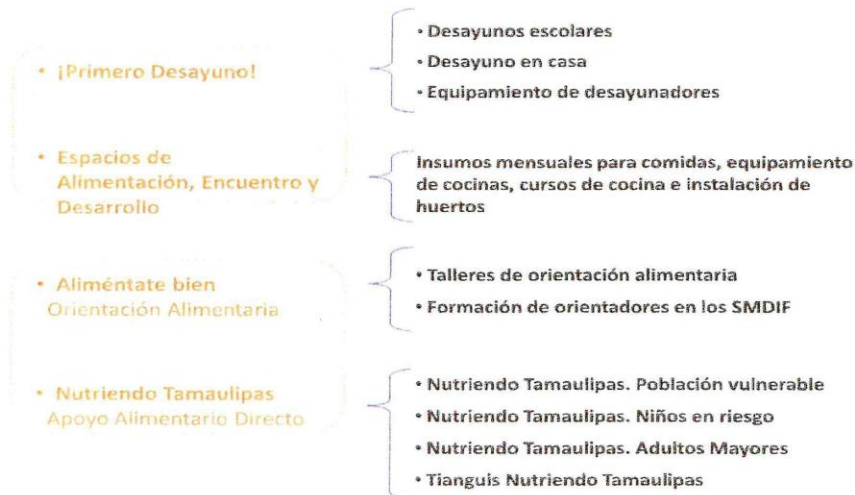 • ¡Primero Desayuno!
• Desayunos escolares
• Desayuno en casa
• Equipamiento de desayunadores
• Espacios de
Alimentación, Encuentro y
Desarrollo
Insumos mensuales para comidas, equipamiento
de cocinas, cursos de cocina e instalación de
huertos
• Aliméntate bien
Orientación Alimentaria
• Talleres de orientación alimentaria
• Formación de orientadores en los SMDIF
• Nutriendo Tamaulipas
Apoyo Alimentario Directo
• Nutriendo Tamaulipas. Población vulnerable
• Nutriendo Tamaulipas. Niños en riesgo
• Nutriendo Tamaulipas. Adultos Mayores
• Tianguis Nutriendo Tamaulipas